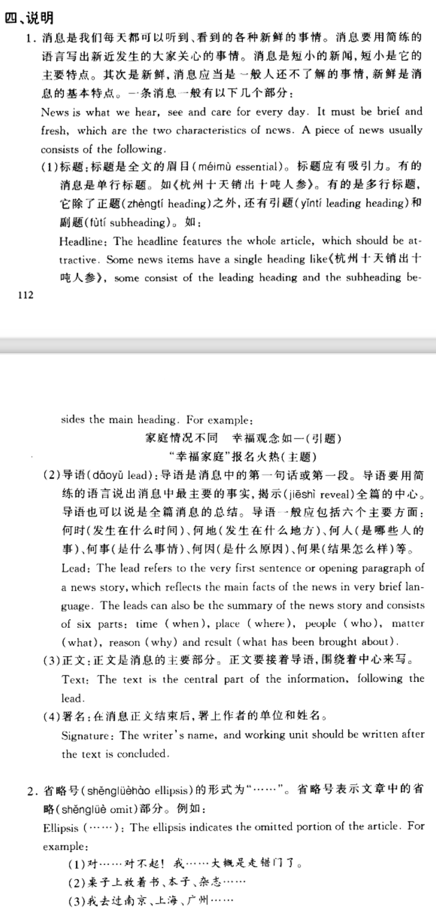 四、说明
1. 消息是我们每天都可以听到、看到的各种新鲜的事情。消息要用简练的
语言写出新近发生的大家关心的事情。消息是短小的新闻,短小是它的
主要特点。其次是新鲜,消息应当是一般人还不了解的事情,新鲜是消
息的基本特点。一条消息一般有以下几个部分:
News is what we hear, see and care for every day. It must be brief and
fresh, which are the two characteristics of news. A piece of news usually
consists of the following.
(1)标题:标题是全文的眉目(méimù essential)。标题应有吸引力。有的
消息是单行标题。如《杭州十天销出十吨人参》。有的是多行标题,
它除了正题(zhèngtí heading)之外,还有引题(yǐntí leading heading)和
副题(fùtí subheading)。如:
Headline: The headline features the whole article, which should be at-
tractive. Some news items have a single heading like《杭州十天销出十
吨人参》, some consist of the leading heading and the subheading be-
112
sides the main heading. For example:
家庭情况不同 幸福观念如一(引题)
“幸福家庭”报名火热(主题)
(2)导语(dǎoyǔ lead):导语是消息中的第一句话或第一段。导语要用简
练的语言说出消息中最主要的事实,揭示(jiēshì reveal)全篇的中心。
导语也可以说是全篇消息的总结。导语一般应包括六个主要方面:
何时(发生在什么时间)、何地(发生在什么地方)、何人(是哪些人的
事)、何事(是什么事情)、何因(是什么原因)、何果(结果怎么样)等。
Lead: The lead refers to the very first sentence or opening paragraph of
a news story, which reflects the main facts of the news in very brief lan-
guage. The leads can also be the summary of the news story and consists
of six parts: time (when), place (where), people (who), matter
(what), reason (why) and result (what has been brought about).
(3)正文:正文是消息的主要部分。正文要接着导语,围绕着中心来写。
Text: The text is the central part of the information, following the
lead.
(4)署名:在消息正文结束后,署上作者的单位和姓名。
Signature: The writer's name, and working unit should be written after
the text is concluded.
2. 省略号(shěnglüèhào ellipsis)的形式为“……”。省略号表示文章中的省
略(shěnglüè omit)部分。例如:
Ellipsis (……): The ellipsis indicates the omitted portion of the article. For
example:
(1)对……对不起! 我……大概是走错门了。
(2)桌子上放着书、本子、杂志……
(3)我去过南京、上海、广州……